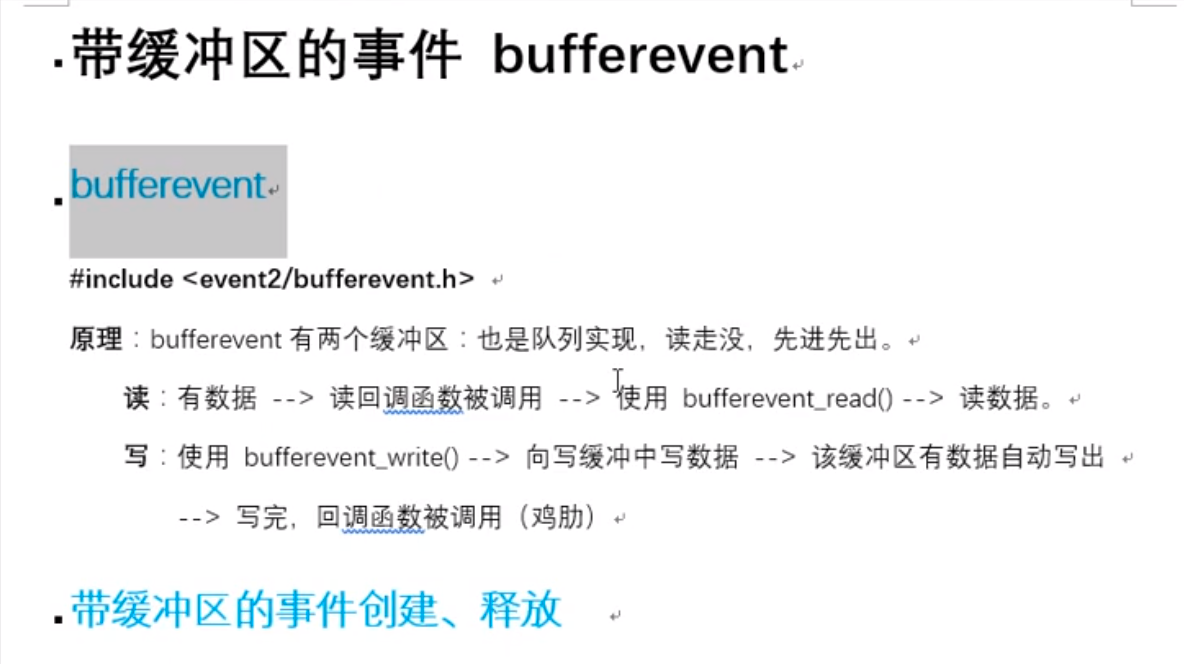 带缓冲区的事件 bufferevent
bufferevent
#include <event2/bufferevent.h>
原理：bufferevent 有两个缓冲区：也是队列实现，读走没，先进先出。
读：有数据 --> 读回调函数被调用 --> 使用 bufferevent_read() --> 读数据。
写：使用 bufferevent_write() --> 向写缓冲中写数据 --> 该缓冲区有数据自动写出
--> 写完，回调函数被调用（鸡肋）
带缓冲区的事件创建、释放